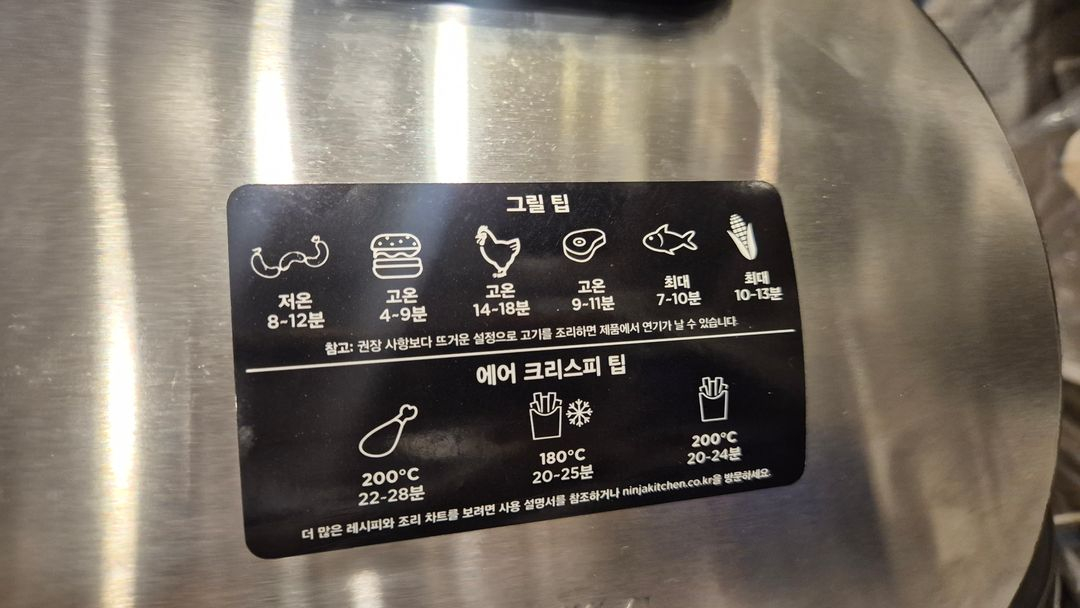 그릴 팁
저온 고온 고온 고온 최대 최대
8~12분 4~9분 14-18분 9~11분 7-10분 10-13분
참고: 권장 사항보다 뜨거운 설정으로 고기를 조리하면 제품에서 연기가 날 수 있습니다.
에어 크리스피 팁
200°C 180°C 200°C
22-28분 20~25분 20-24분
더 많은 레시피와 조리 차트를 보려면 사용 설명서를 참조하거나 ninjakitchen.co.kr을 방문하세요.